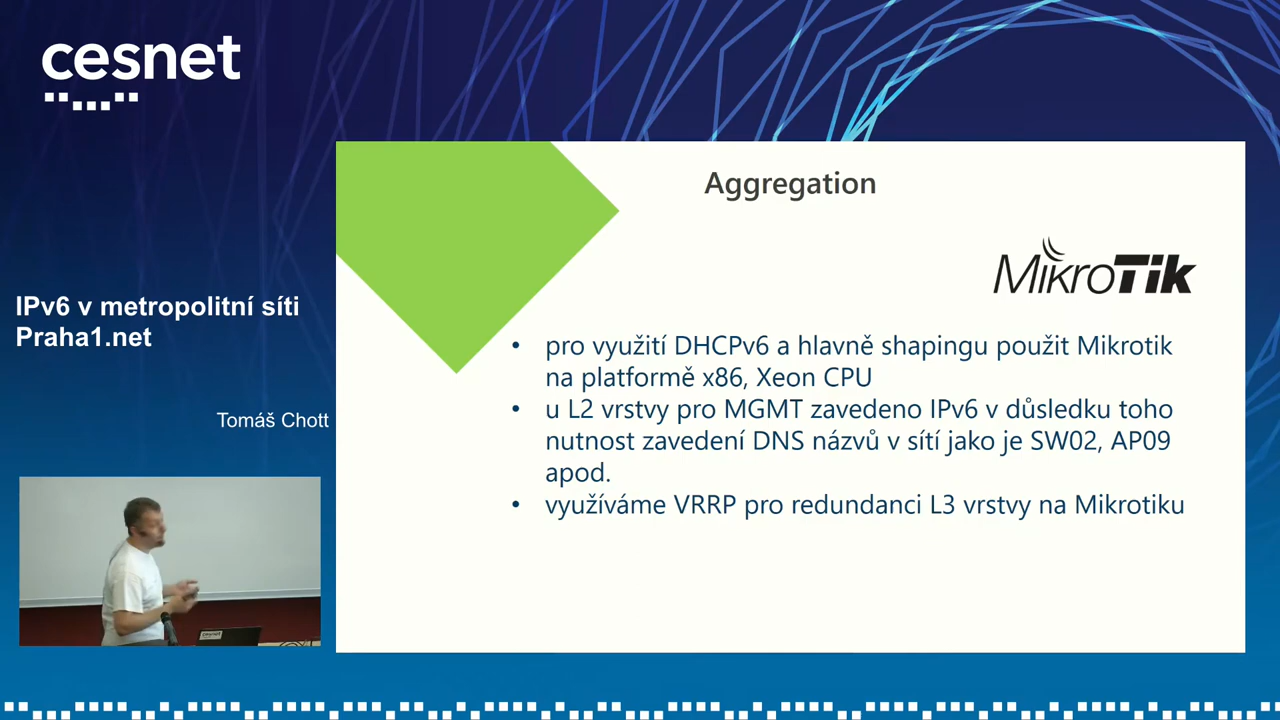 cesnet
IPv6 v metropolitní síti
Praha1.net
Tomáš Chott
Aggregation
MikroTik
• pro využití DHCPv6 a hlavně shapingu použit Mikrotik
na platformě x86, Xeon CPU
• u L2 vrstvy pro MGMT zavedeno IPv6 v důsledku toho
nutnost zavedení DNS názvů v sítí jako je SW02, AP09
apod.
• využíváme VRRP pro redundanci L3 vrstvy na Mikrotiku
cesnet